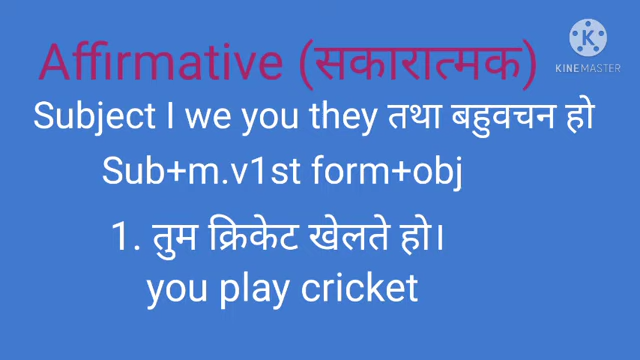 Affirmative (सकारात्मक)
K
KINEMASTER
Subject I we you they तथा बहुवचन हो
Sub+m.v1st form+obj
1. तुम क्रिकेट खेलते हो।
you play cricket